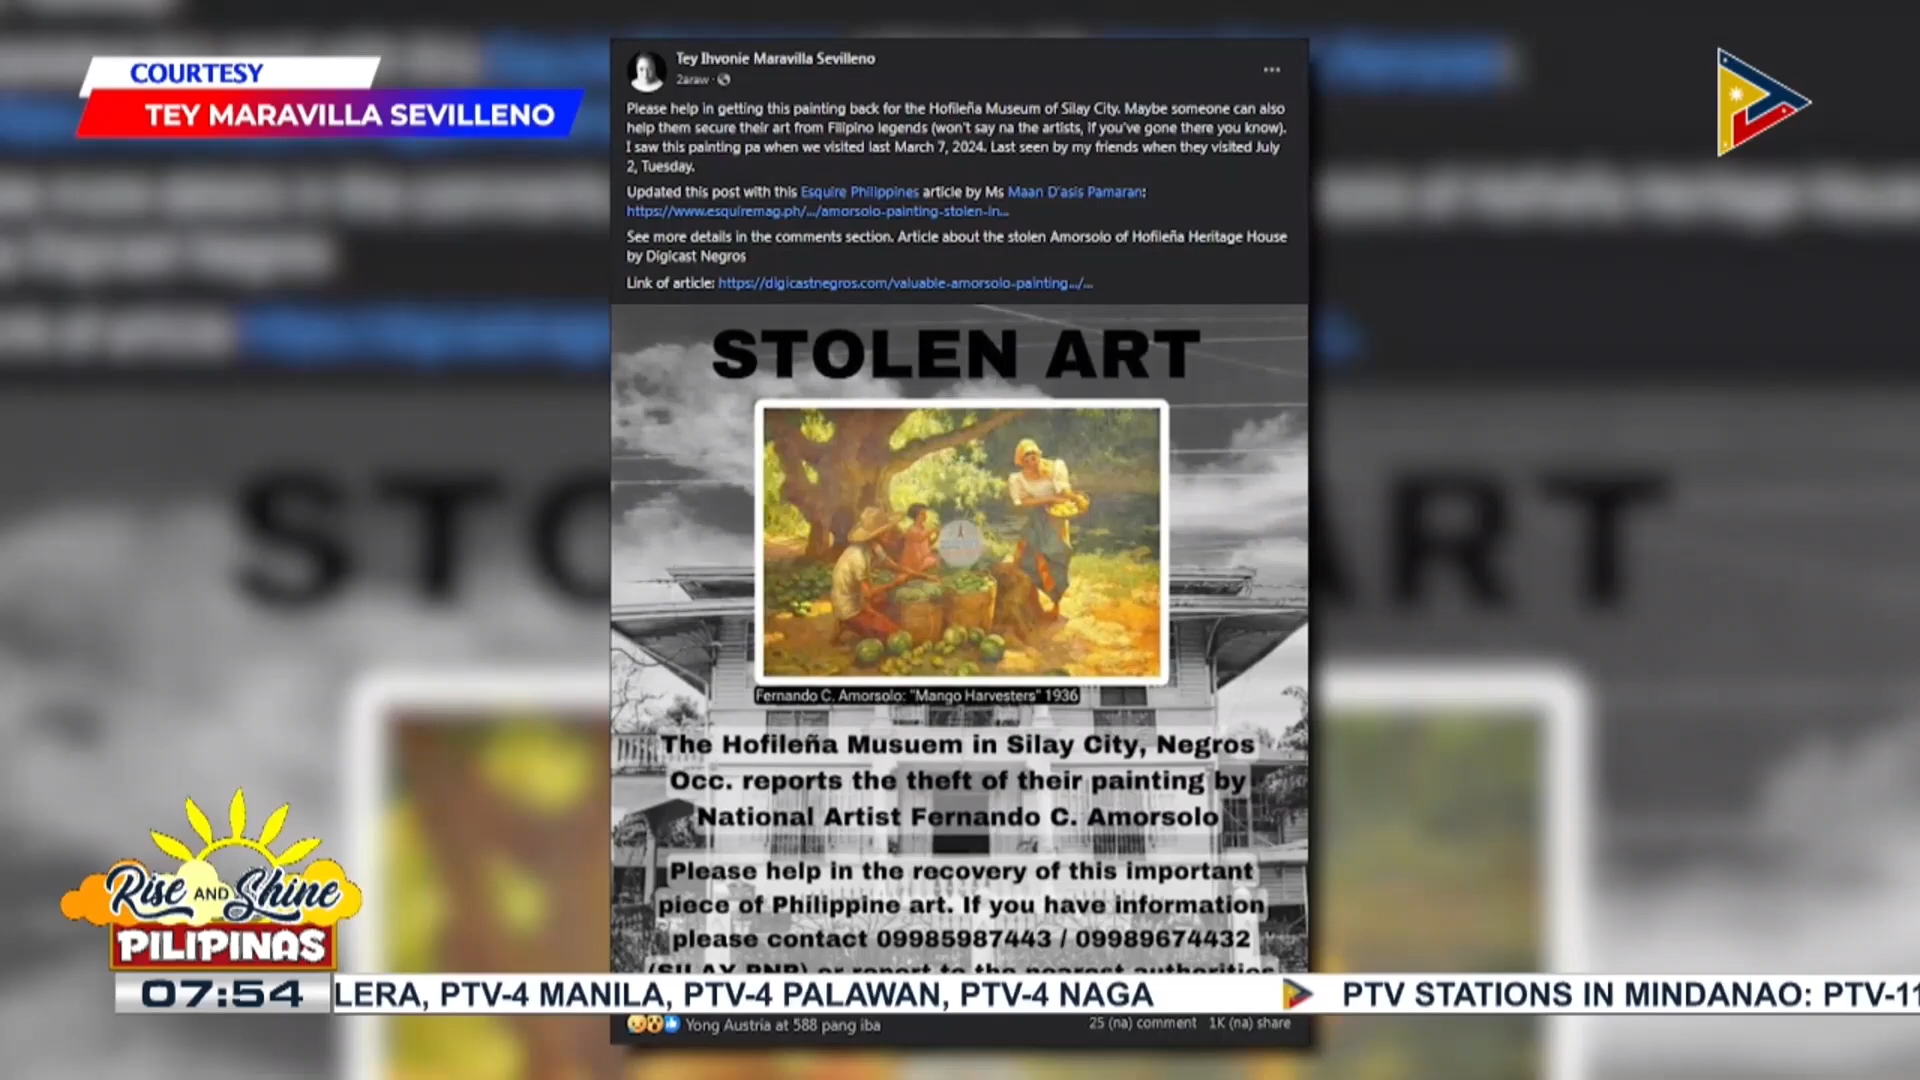 COURTESY
TEY MARAVILLA SEVILLENO
Tey Ihvonie Maravilla Sevilleno
2araw ·
Please help in getting this painting back for the Hofileña Museum of Silay City. Maybe someone can also
help them secure their art from Filipino legends (won't say na the artists, if you've gone there you know).
I saw this painting pa when we visited last March 7, 2024. Last seen by my friends when they visited July
2, Tuesday.
Updated this post with this Esquire Philippines article by Ms Maan D'asis Pamaran:
https://www.esquiremag.ph/.../amorsolo-painting-stolen-in...
See more details in the comments section. Article about the stolen Amorsolo of Hofileña Heritage House
by Digicast Negros
Link of article: https://digicastnegros.com/valuable-amorsolo-painting.../...
STOLEN ART
Fernando C. Amorsolo: "Mango Harvesters" 1936
The Hofileña Musuem in Silay City, Negros
Occ. reports the theft of their painting by
National Artist Fernando C. Amorsolo
Please help in the recovery of this important
piece of Philippine art. If you have information
please contact 09985987443 / 09989674432
(SILAY PNP) or report to the nearest authorities
Yong Austria at 588 pang iba
25 (na) comment 1K (na) share
Rise AND Shine
PILIPINAS
07:54
LERA, PTV-4 MANILA, PTV-4 PALAWAN, PTV-4 NAGA PTV STATIONS IN MINDANAO: PTV-11